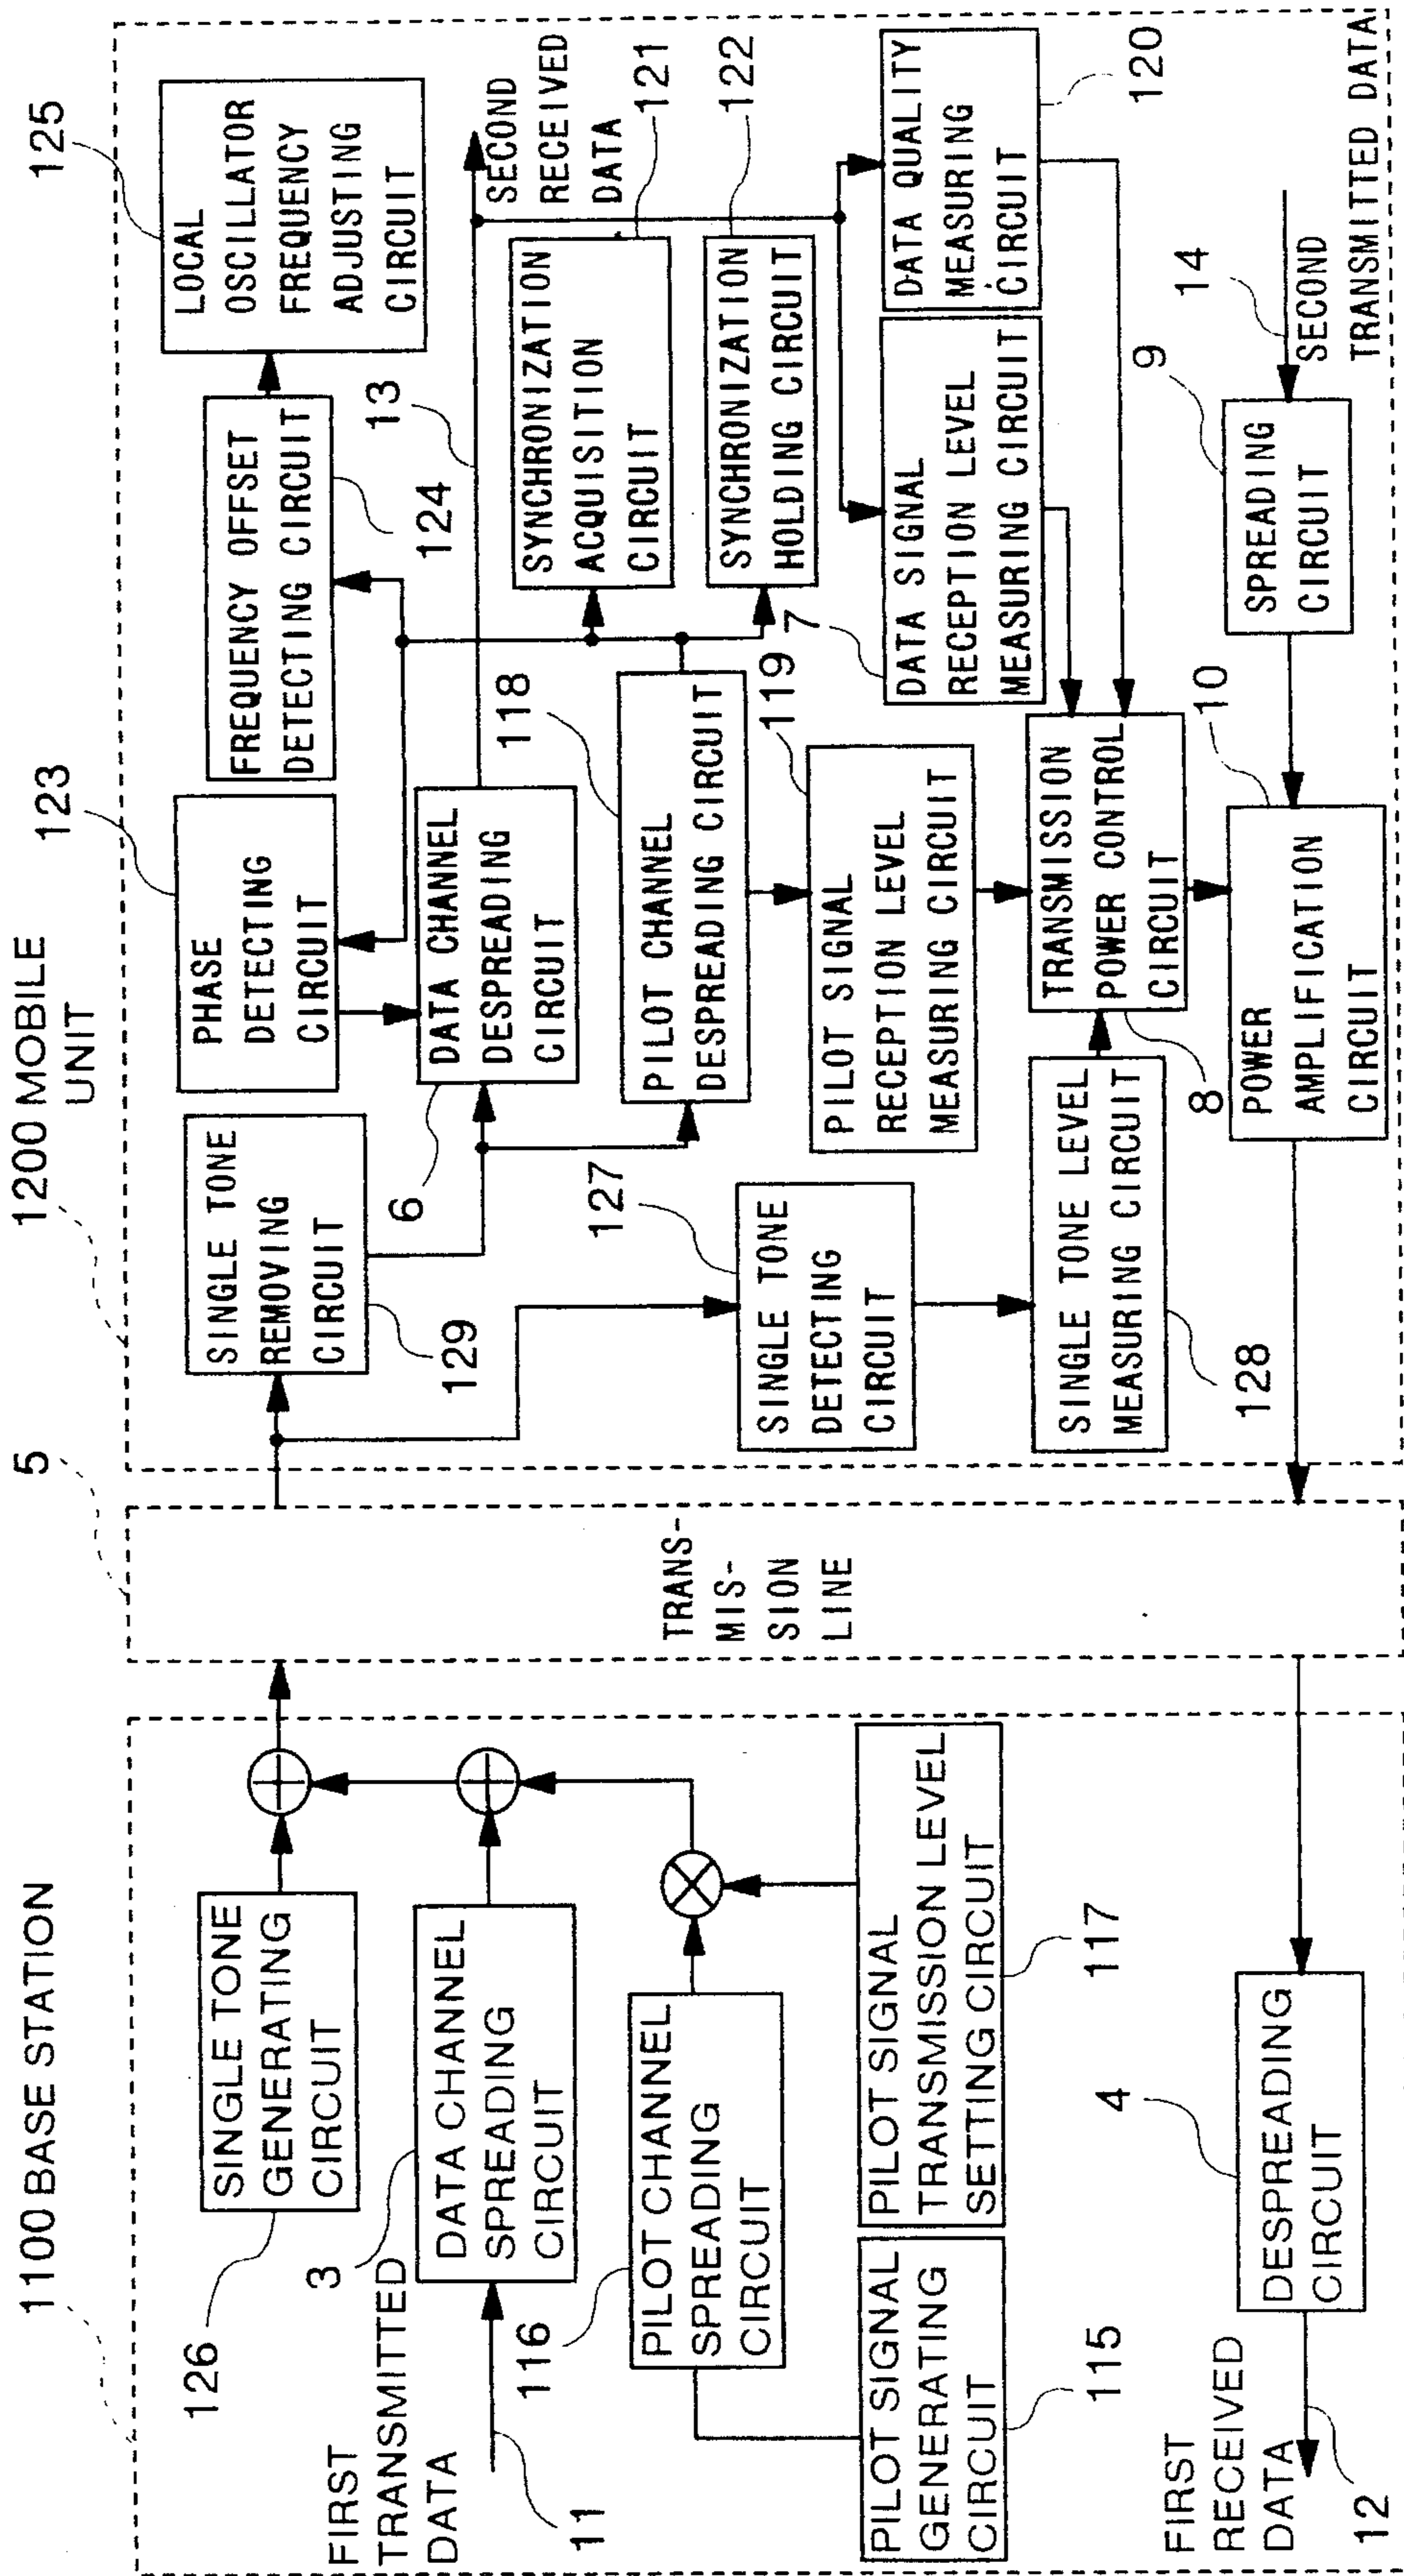 1100 BASE STATION
126
SINGLE TONE
GENERATING
CIRCUIT
3
DATA CHANNEL
SPREADING
CIRCUIT
FIRST
TRANSMITTED
DATA
11
116
PILOT CHANNEL
SPREADING
CIRCUIT
PILOT SIGNAL
GENERATING
CIRCUIT
115
PILOT SIGNAL
TRANSMISSION LEVEL
SETTING CIRCUIT
117
4
DESPREADING
CIRCUIT
FIRST
RECEIVED
DATA
12
5
TRANS-
MIS-
SION
LINE
1200 MOBILE
UNIT
SINGLE TONE
REMOVING
CIRCUIT
129
123
PHASE
DETECTING
CIRCUIT
FREQUENCY OFFSET
DETECTING CIRCUIT
124
125
LOCAL
OSCILLATOR
FREQUENCY
ADJUSTING
CIRCUIT
6
DATA CHANNEL
DESPREADING
CIRCUIT
13
SECOND
RECEIVED
DATA
118
PILOT CHANNEL
DESPREADING CIRCUIT
SYNCHRONIZATION
ACQUISITION
CIRCUIT
121
SYNCHRONIZATION
HOLDING CIRCUIT
122
127
SINGLE TONE
DETECTING
CIRCUIT
119
PILOT SIGNAL
RECEPTION LEVEL
MEASURING CIRCUIT
7
DATA SIGNAL
RECEPTION LEVEL
MEASURING CIRCUIT
DATA QUALITY
MEASURING
CIRCUIT
120
SINGLE TONE LEVEL
MEASURING CIRCUIT
128
TRANSMISSION
POWER CONTROL
CIRCUIT
8
10
POWER
AMPLIFICATION
CIRCUIT
9
SPREADING
CIRCUIT
14
SECOND
TRANSMITTED DATA